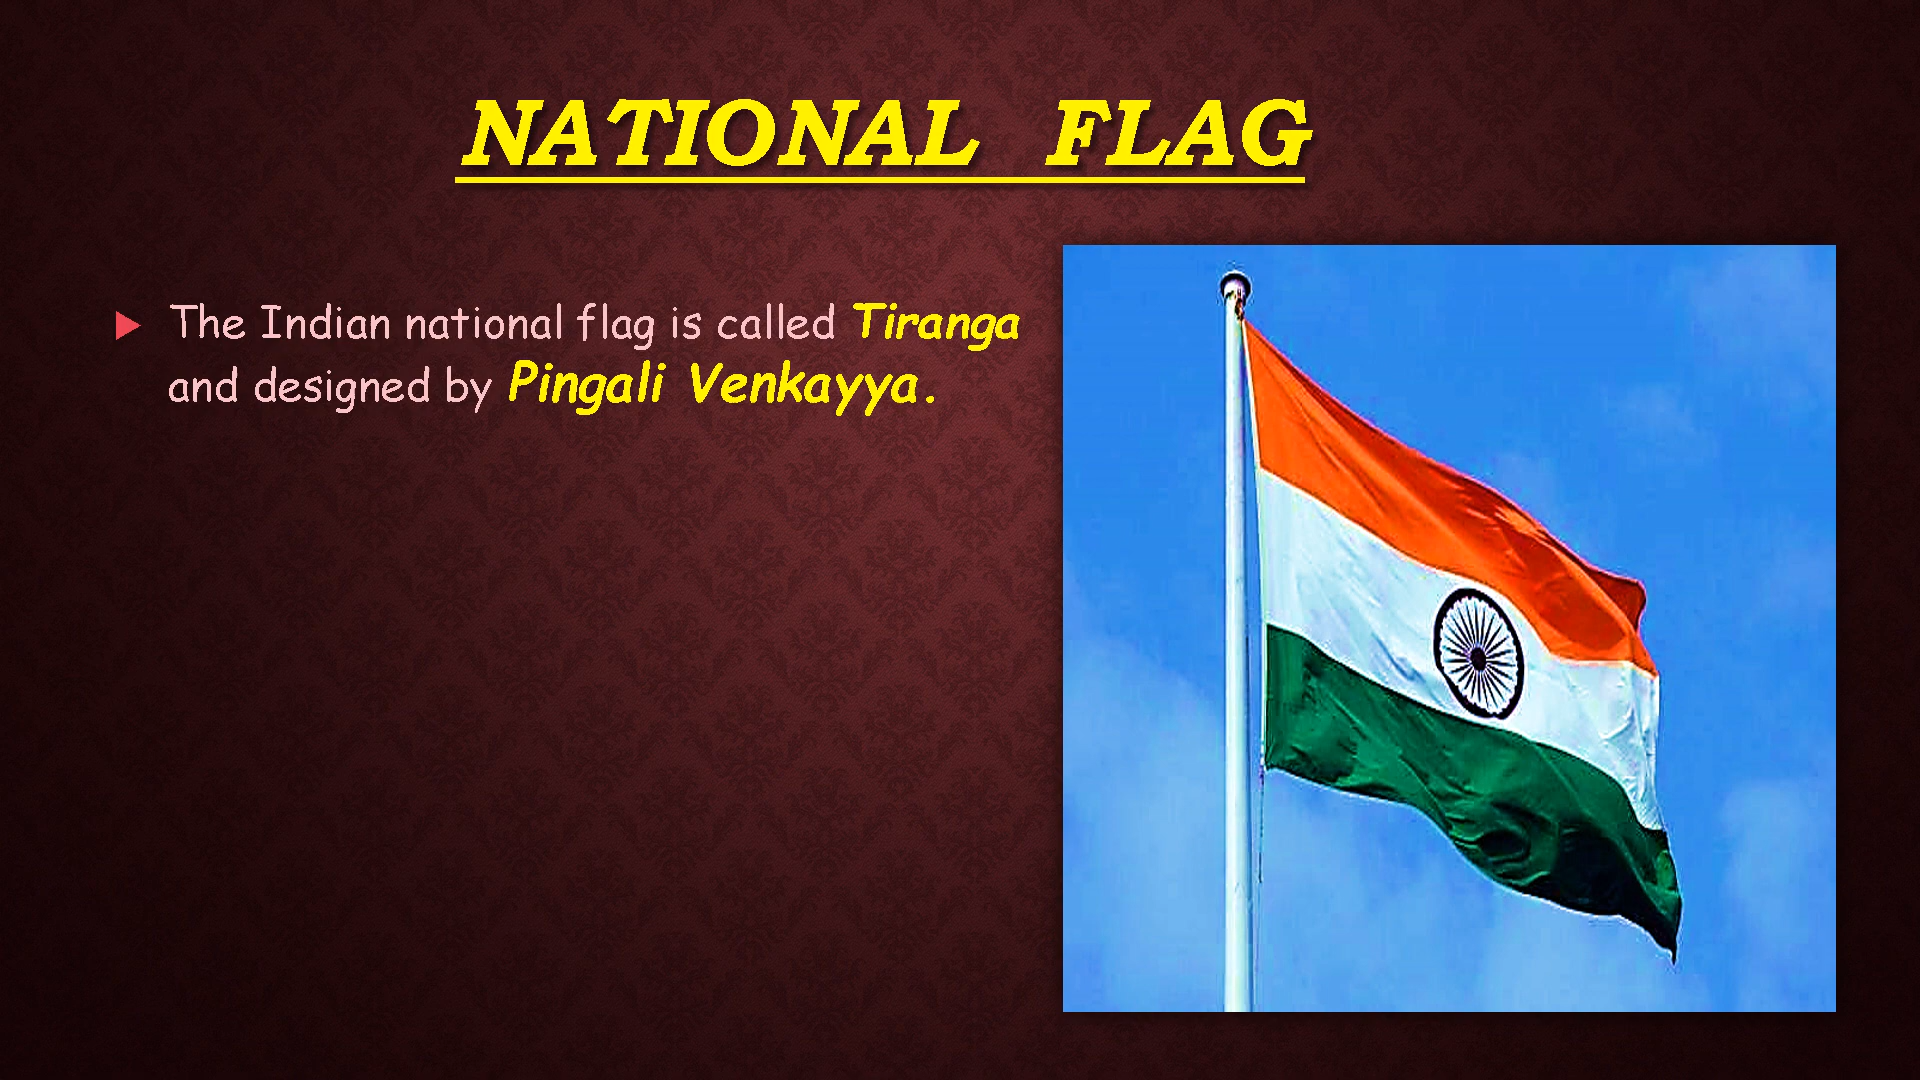 NATIONAL FLAG
The Indian national flag is called Tiranga
and designed by Pingali Venkayya.